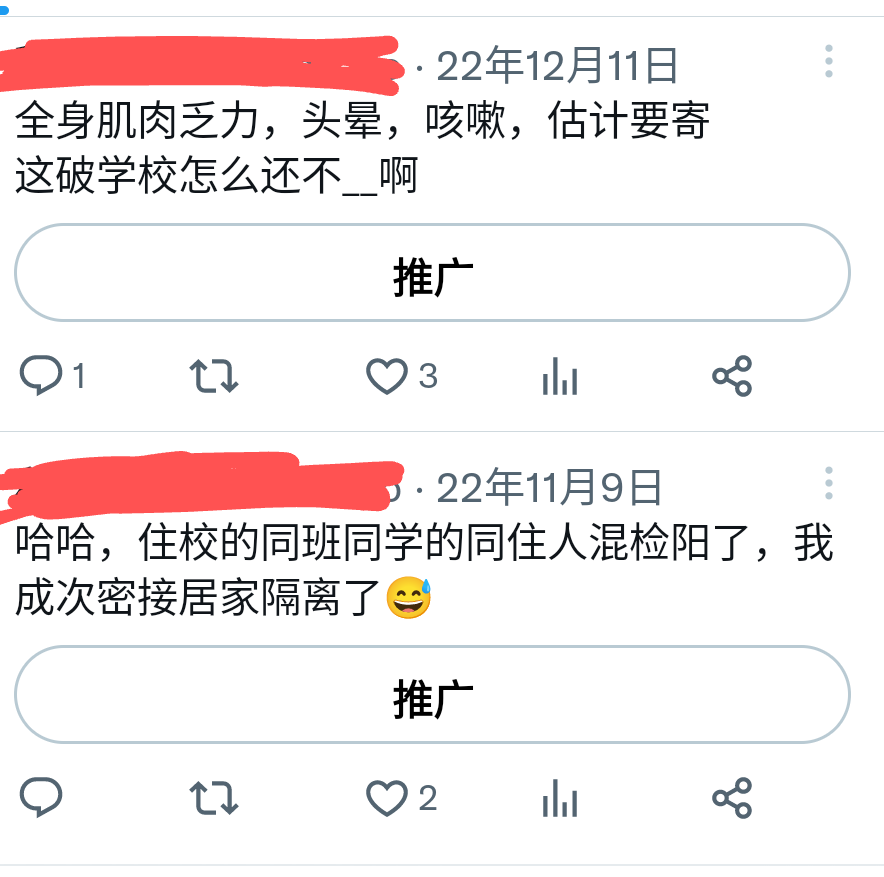 · 22年12月11日
全身肌肉乏力，头晕，咳嗽，估计要寄
这破学校怎么还不__啊
推广
1
3
· 22年11月9日
哈哈，住校的同班同学的同住人混检阳了，我
成次密接居家隔离了😅
推广
2